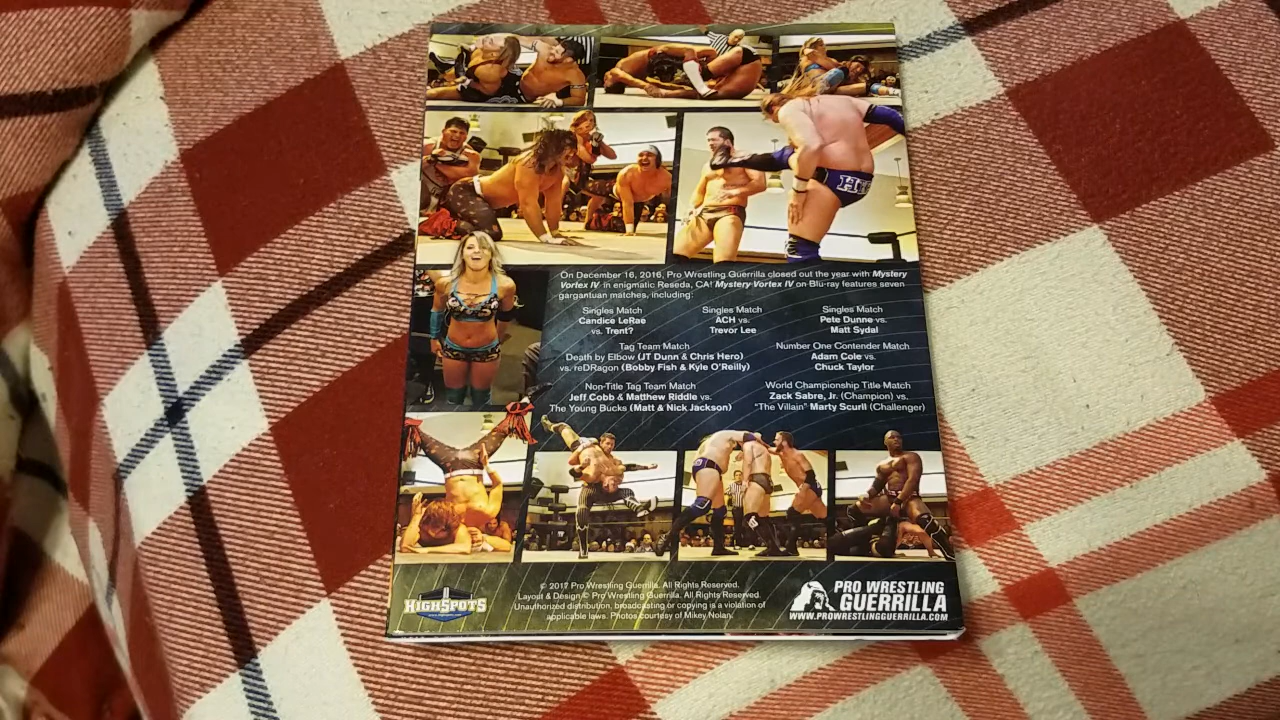 HE
On December 16, 2016, Pro Wrestling Guerrilla closed out the year with Mystery
Vortex IV in enigmatic Reseda, CA! Mystery Vortex IV on Blu-ray features seven
gargantuan matches, including:
Singles Match
Candice LeRae
vs. Trent?
Singles Match
ACH vs.
Trevor Lee
Singles Match
Pete Dunne vs.
Matt Sydal
Tag Team Match
Death by Elbow (JT Dunn & Chris Hero)
vs. reDRagon (Bobby Fish & Kyle O'Reilly)
Number One Contender Match
Adam Cole vs.
Chuck Taylor
Non-Title Tag Team Match
Jeff Cobb & Matthew Riddle vs.
The Young Bucks (Matt & Nick Jackson)
World Championship Title Match
Zack Sabre, Jr. (Champion) vs.
"The Villain" Marty Scurll (Challenger)
HIGHSPOTS
© 2017 Pro Wrestling Guerrilla. All Rights Reserved.
Layout & Design © Pro Wrestling Guerrilla. All Rights Reserved.
Unauthorized distribution, broadcasting or copying is a violation of
applicable laws. Photos courtesy of Mikey Nolan.
PRO WRESTLING
GUERRILLA
WWW.PROWRESTLINGGUERRILLA.COM